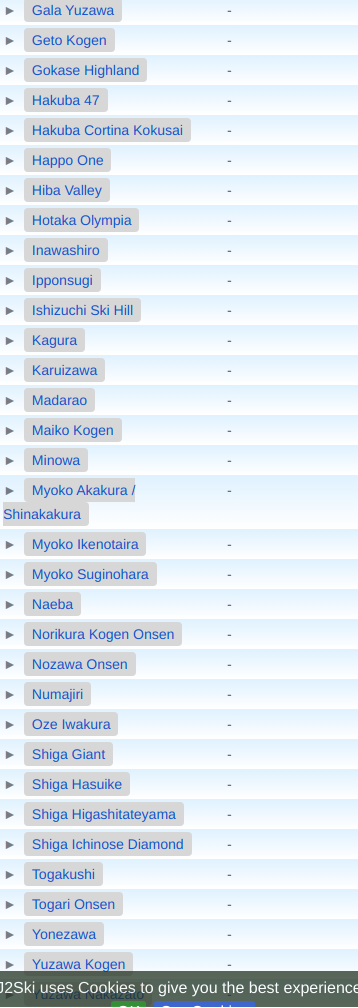 Gala Yuzawa -
Geto Kogen -
Gokase Highland -
Hakuba 47 -
Hakuba Cortina Kokusai -
Happo One -
Hiba Valley -
Hotaka Olympia -
Inawashiro -
Ipponsugi -
Ishizuchi Ski Hill -
Kagura -
Karuizawa -
Madarao -
Maiko Kogen -
Minowa -
Myoko Akakura / -
Shinakakura
Myoko Ikenotaira -
Myoko Suginohara -
Naeba -
Norikura Kogen Onsen -
Nozawa Onsen -
Numajiri -
Oze Iwakura -
Shiga Giant -
Shiga Hasuike -
Shiga Higashitateyama -
Shiga Ichinose Diamond -
Togakushi -
Togari Onsen -
Yonezawa -
Yuzawa Kogen -
J2Ski uses Cookies to give you the best experience
Yuzawa Nakazato -